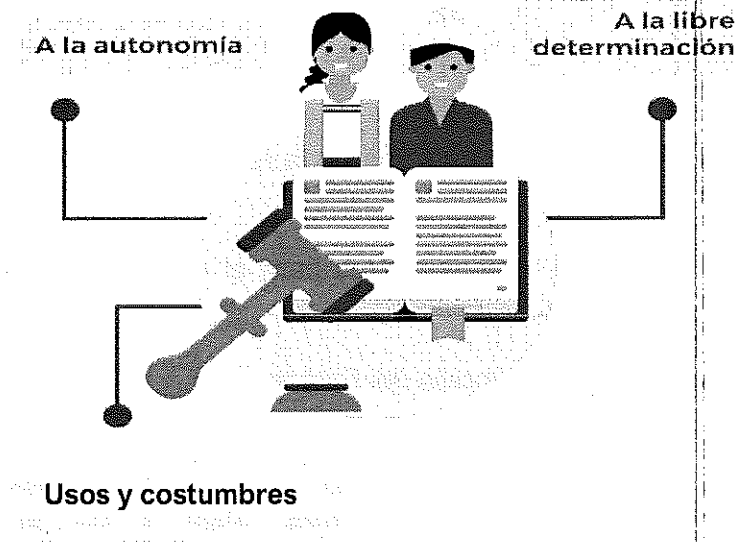 A la autonomía
A la libre
determinación
Usos y costumbres